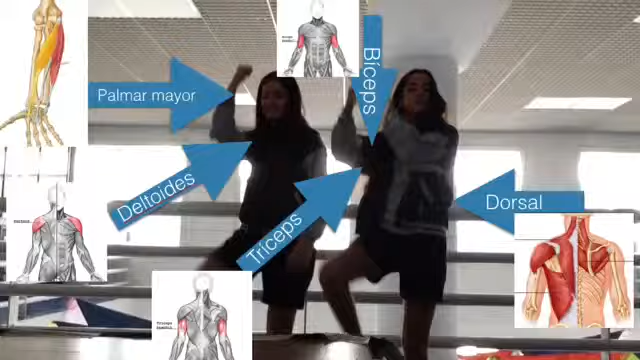 Palmar mayor
Bíceps
Deltoides
Tríceps
Dorsal